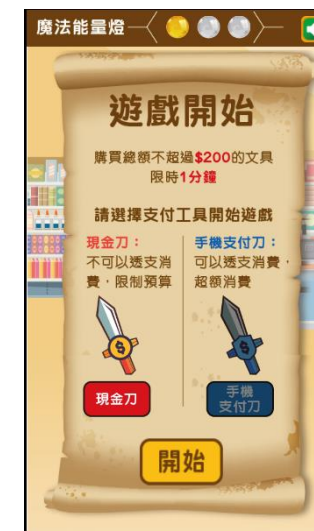 魔法能量燈
遊戲開始
購買總額不超過$200的文具
限時1分鐘
請選擇支付工具開始遊戲
現金刀：
不可以透支消
費，限制預算
手機支付刀：
可以透支消費，
超額消費
$
$
現金刀
手機
支付刀
開始